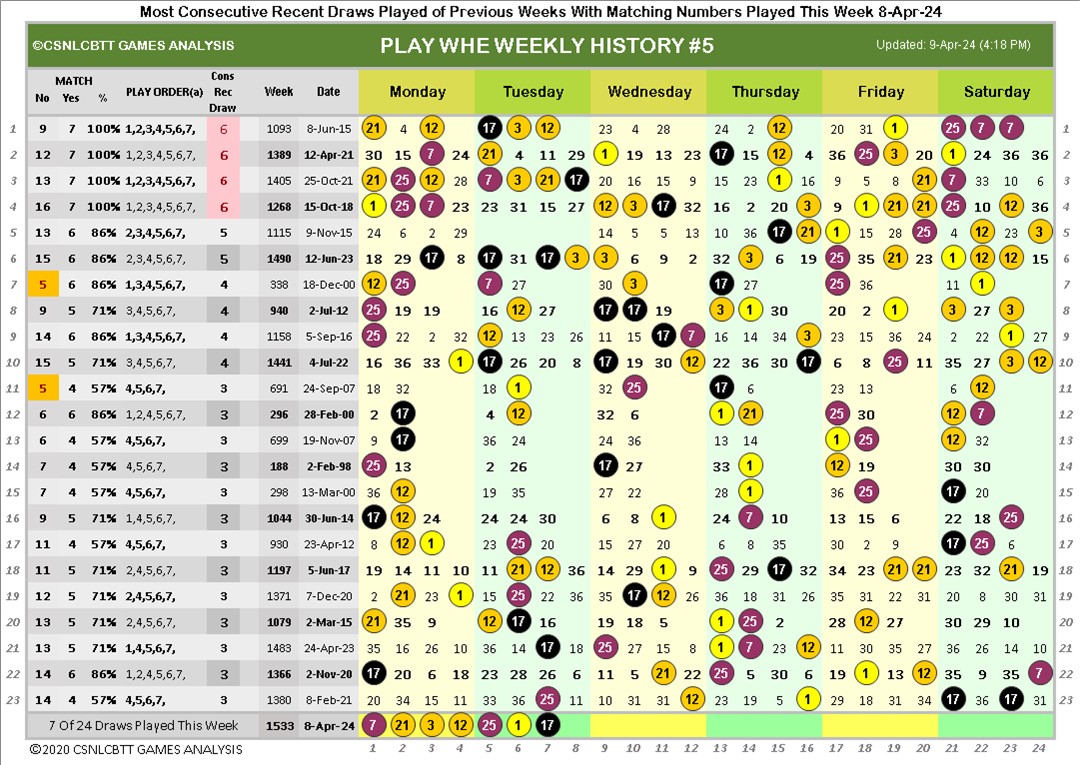 Most Consecutive Recent Draws Played of Previous Weeks With Matching Numbers Played This Week 8-Apr-24
©CSNLCBTT GAMES ANALYSIS PLAY WHE WEEKLY HISTORY #5 Updated: 9-Apr-24 (4:18 PM)
No MATCH Yes % PLAY ORDER(a) Cons Rec Draw Week Date Monday Tuesday Wednesday Thursday Friday Saturday
1 9 7 100% 1,2,3,4,5,6,7, 6 1093 8-Jun-15 21 4 12 17 3 12 23 4 28 24 2 15 20 31 1 25 7 7 1
2 12 7 100% 1,2,3,4,5,6,7, 6 1389 12-Apr-21 30 15 7 24 21 4 11 29 1 19 13 23 17 15 12 4 36 25 3 20 1 24 36 36 2
3 13 7 100% 1,2,3,4,5,6,7, 6 1405 25-Oct-21 21 25 12 28 7 3 21 17 20 16 15 9 15 23 1 16 9 5 8 21 7 33 10 6 3
4 16 7 100% 1,2,3,4,5,6,7, 6 1268 15-Oct-18 1 25 7 23 23 31 15 27 12 3 17 32 16 2 20 3 9 1 21 21 25 10 12 36 4
5 13 6 86% 2,3,4,5,6,7, 5 1115 9-Nov-15 24 6 2 29 14 5 5 13 10 36 17 21 1 15 28 25 4 12 23 3 5
6 15 6 86% 2,3,4,5,6,7, 5 1490 12-Jun-23 18 29 17 8 17 31 17 3 3 6 9 2 32 3 6 19 25 35 21 23 1 12 12 15 6
7 5 6 86% 1,3,4,5,6,7, 4 338 18-Dec-00 12 25 7 27 30 3 17 27 25 36 11 1 7
8 9 5 71% 3,4,5,6,7, 4 940 2-Jul-12 25 19 19 16 12 27 17 17 19 3 1 30 20 2 1 3 27 3 8
9 14 6 86% 1,3,4,5,6,7, 4 1158 5-Sep-16 25 22 2 32 12 13 23 26 11 15 17 7 16 14 34 3 23 15 36 24 2 22 1 27 9
10 15 5 71% 3,4,5,6,7, 4 1441 4-Jul-22 16 36 33 1 17 26 20 8 17 19 30 12 22 36 30 17 6 8 25 11 35 27 3 12 10
11 5 4 57% 4,5,6,7, 3 691 24-Sep-07 18 32 18 1 32 25 17 6 23 13 6 12 11
12 6 6 86% 1,2,4,5,6,7, 3 296 28-Feb-00 2 17 4 12 32 6 1 21 25 30 12 7 12
13 6 4 57% 4,5,6,7, 3 699 19-Nov-07 9 17 36 24 24 36 13 14 1 25 12 32 13
14 7 4 57% 4,5,6,7, 3 188 2-Feb-98 25 13 2 26 17 27 33 1 12 19 30 30 14
15 7 4 57% 4,5,6,7, 3 298 13-Mar-00 36 12 19 35 27 22 28 1 36 25 17 20 15
16 9 5 71% 1,4,5,6,7, 3 1044 30-Jun-14 17 12 24 24 24 30 6 8 1 24 7 10 13 15 6 22 18 25 16
17 11 4 57% 4,5,6,7, 3 930 23-Apr-12 8 12 1 23 25 20 15 27 20 6 8 35 30 2 9 17 25 6 17
18 11 5 71% 2,4,5,6,7, 3 1197 5-Jun-17 19 14 11 10 11 21 12 36 14 29 1 9 25 29 17 32 34 23 21 21 23 32 21 19 18
19 12 5 71% 2,4,5,6,7, 3 1371 7-Dec-20 2 21 23 1 15 25 22 36 35 17 12 26 36 18 31 26 35 31 22 31 20 8 30 31 19
20 13 5 71% 2,4,5,6,7, 3 1079 2-Mar-15 21 35 9 12 17 16 19 18 5 1 25 2 28 12 27 30 29 10 20
21 13 5 71% 1,4,5,6,7, 3 1483 24-Apr-23 35 16 26 10 36 14 17 18 25 27 15 8 1 7 23 12 11 30 35 27 36 26 14 10 21
22 14 6 86% 1,2,4,5,6,7, 3 1366 2-Nov-20 17 20 6 18 23 28 26 6 11 5 21 22 25 5 30 6 19 1 13 12 35 9 35 7 22
23 14 4 57% 4,5,6,7, 3 1380 8-Feb-21 20 34 15 11 33 36 25 11 10 31 31 12 23 19 5 1 29 18 31 34 17 36 17 31 23
7 Of 24 Draws Played This Week 1533 8-Apr-24 7 21 3 12 25 1 17
©2020 CSNLCBTT GAMES ANALYSIS 1 2 3 4 5 6 7 8 9 10 11 12 13 14 15 16 17 18 19 20 21 22 23 24